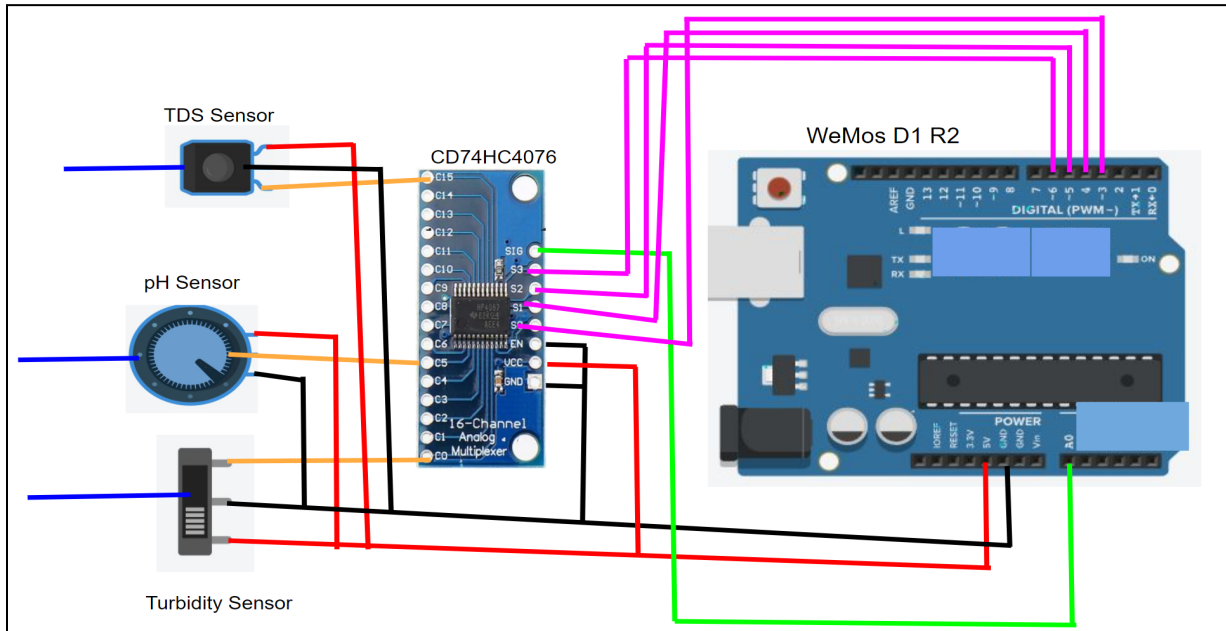 TDS Sensor
CD74HC4076
WeMos D1 R2
pH Sensor
Turbidity Sensor
C15
C14
C13
C12
C11
C10
C9
C8
C7
C6
C5
C4
C3
C2
C1
C0
SIG
S3
S2
S1
S0
EN
VCC
GND
16-Channel
Analog
Multiplexer
AREF
GND
13
12
~11
~10
~9
8
7
~6
~5
4
~3
2
TX→1
RX←0
DIGITAL (PWM~)
L
TX
RX
ON
POWER
IOREF
RESET
3.3V
5V
GND
GND
Vin
A0